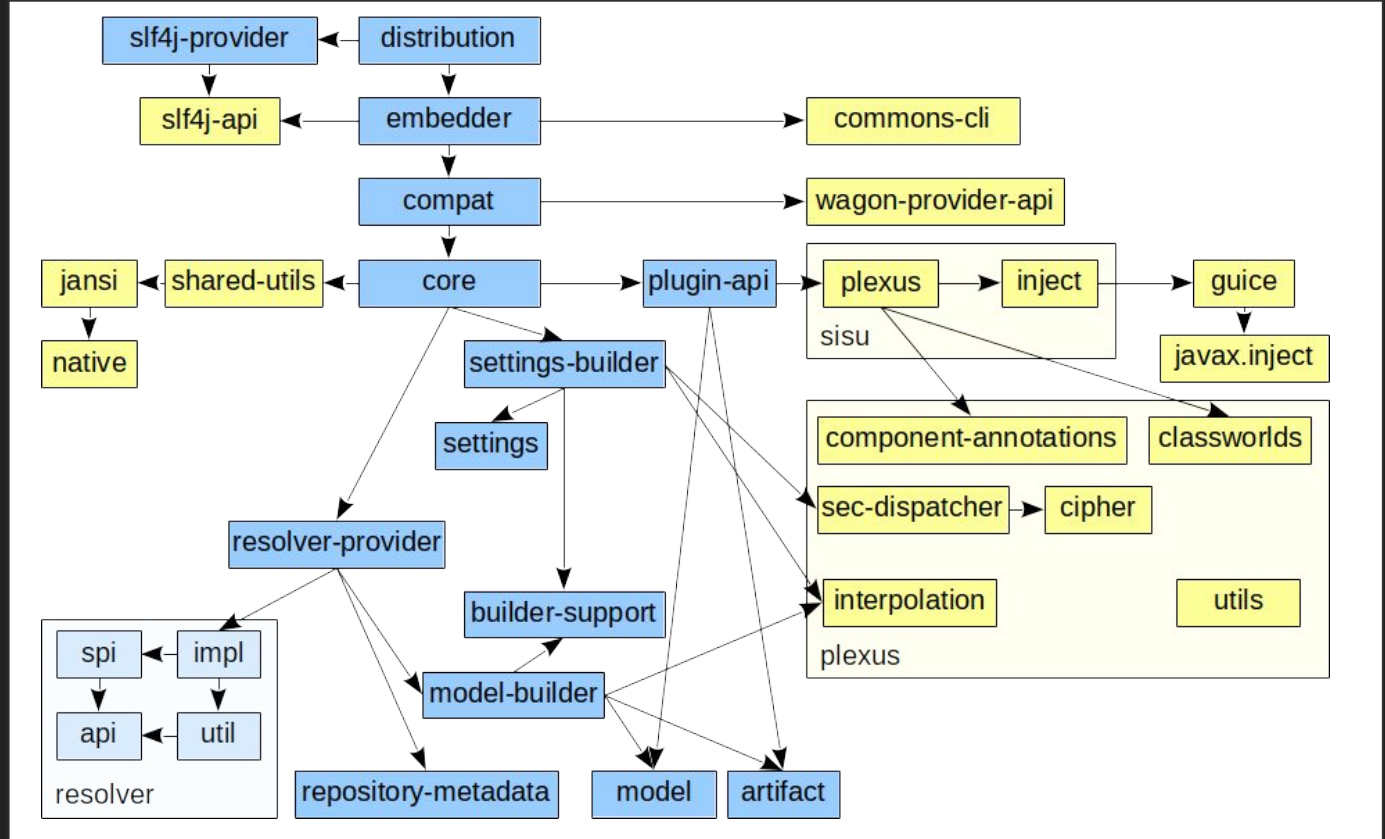 slf4j-provider
distribution
slf4j-api
embedder
commons-cli
compat
wagon-provider-api
jansi
shared-utils
core
plugin-api
plexus
inject
guice
sisu
native
settings-builder
javax.inject
settings
component-annotations
classworlds
sec-dispatcher
cipher
resolver-provider
builder-support
interpolation
utils
plexus
spi
impl
model-builder
api
util
resolver
repository-metadata
model
artifact